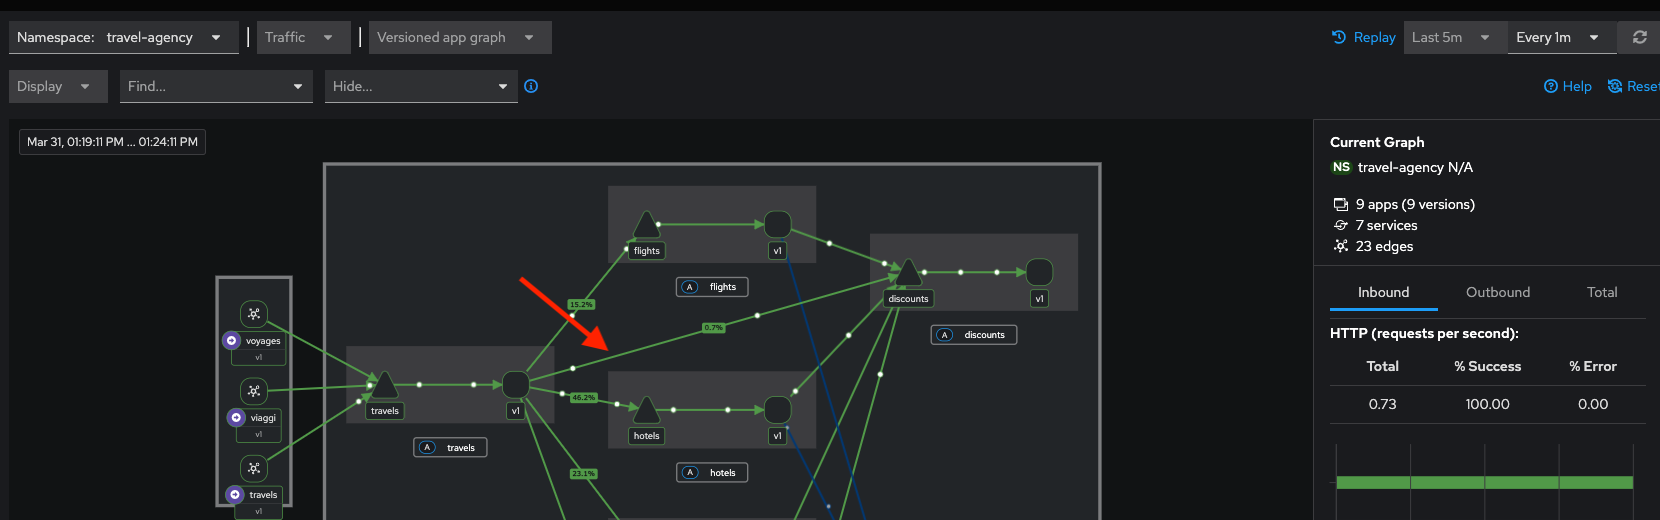 Namespace: travel-agency
Traffic
Versioned app graph
Replay
Last 5m
Every 1m
Display
Find...
Hide...
Help
Reset
Mar 31, 01:19:11 PM ... 01:24:11 PM
voyages
v1
viaggi
v1
travels
v1
travels
v1
A travels
15.2%
0.7%
46.2%
23.1%
flights
v1
A flights
hotels
v1
A hotels
discounts
v1
A discounts
Current Graph
NS travel-agency N/A
9 apps (9 versions)
7 services
23 edges
Inbound
Outbound
Total
HTTP (requests per second):
Total % Success % Error
0.73 100.00 0.00